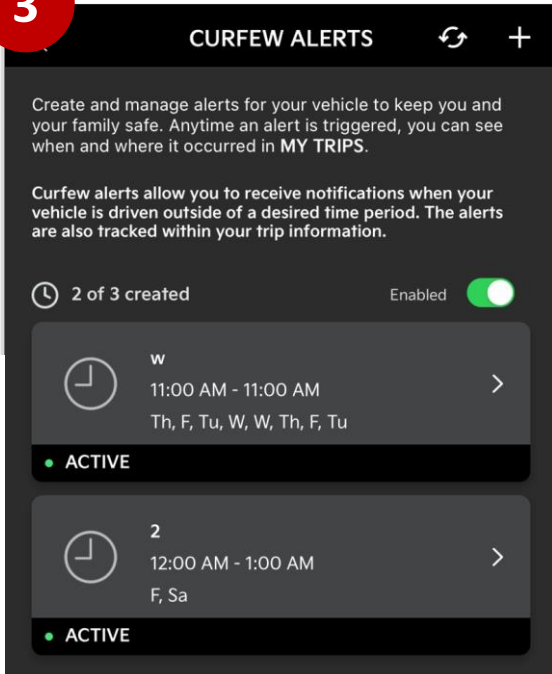 3
CURFEW ALERTS
Create and manage alerts for your vehicle to keep you and
your family safe. Anytime an alert is triggered, you can see
when and where it occurred in MY TRIPS.
Curfew alerts allow you to receive notifications when your
vehicle is driven outside of a desired time period. The alerts
are also tracked within your trip information.
2 of 3 created Enabled
w
11:00 AM - 11:00 AM
Th, F, Tu, W, W, Th, F, Tu
ACTIVE
2
12:00 AM - 1:00 AM
F, Sa
ACTIVE